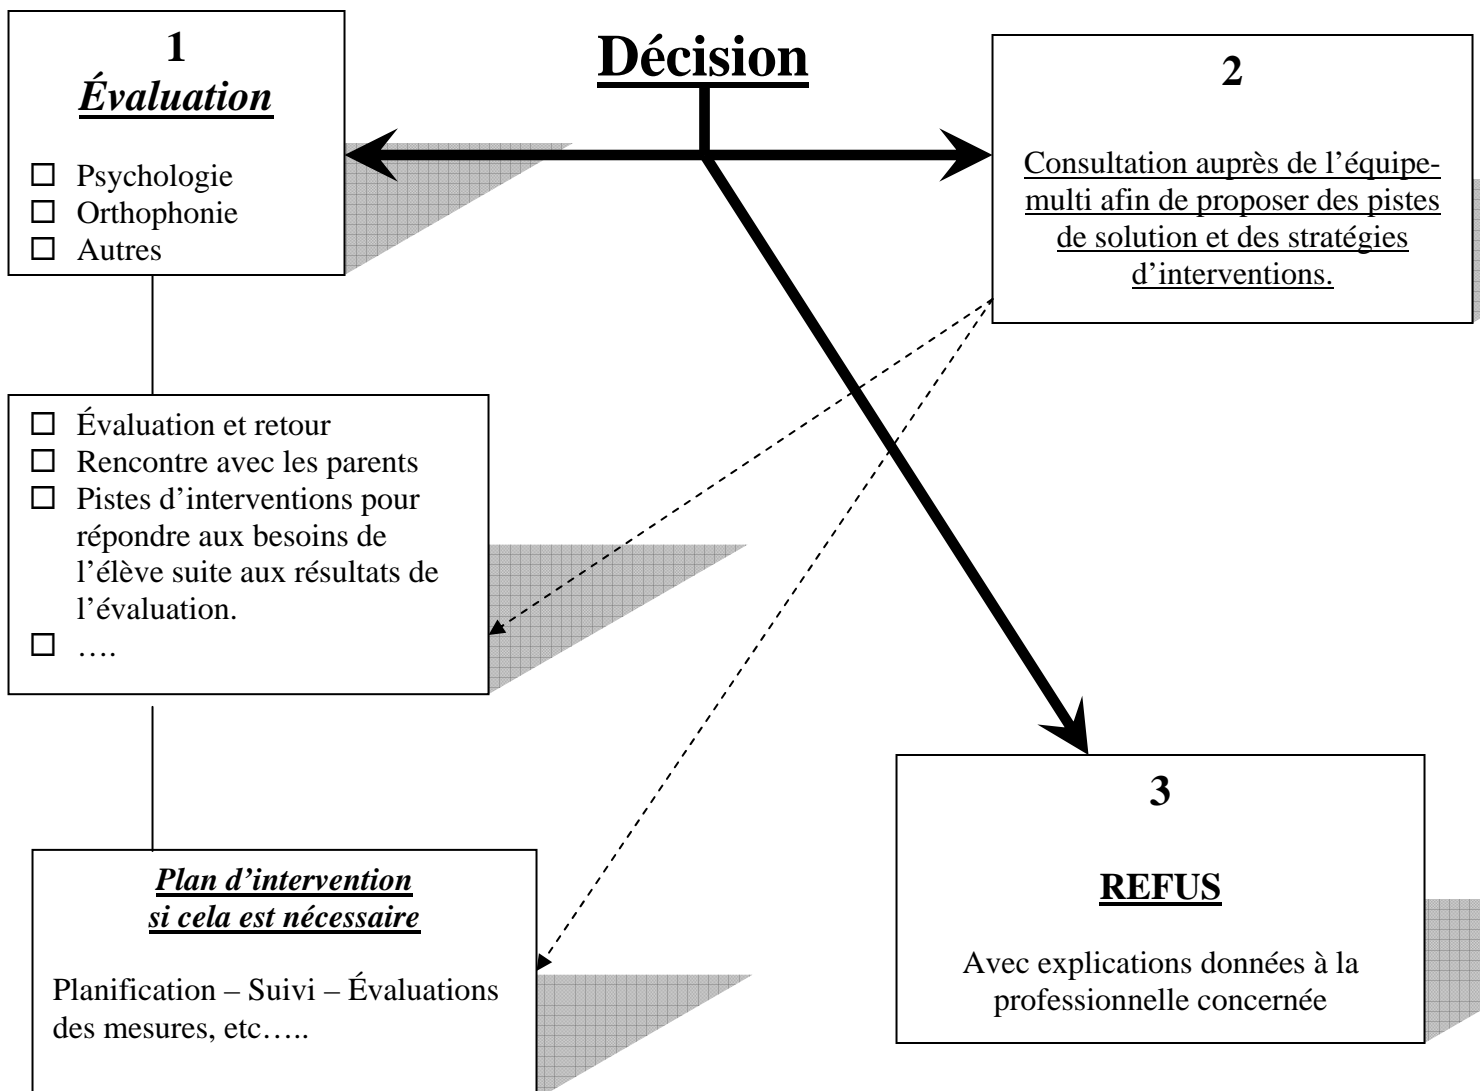 Décision
1
Évaluation
□ Psychologie
□ Orthophonie
□ Autres
2
Consultation auprès de l’équipe-
multi afin de proposer des pistes
de solution et des stratégies
d’interventions.
□ Évaluation et retour
□ Rencontre avec les parents
□ Pistes d’interventions pour
répondre aux besoins de
l’élève suite aux résultats de
l’évaluation.
□ ….
Plan d’intervention
si cela est nécessaire
Planification – Suivi – Évaluations
des mesures, etc…..
3
REFUS
Avec explications données à la
professionnelle concernée